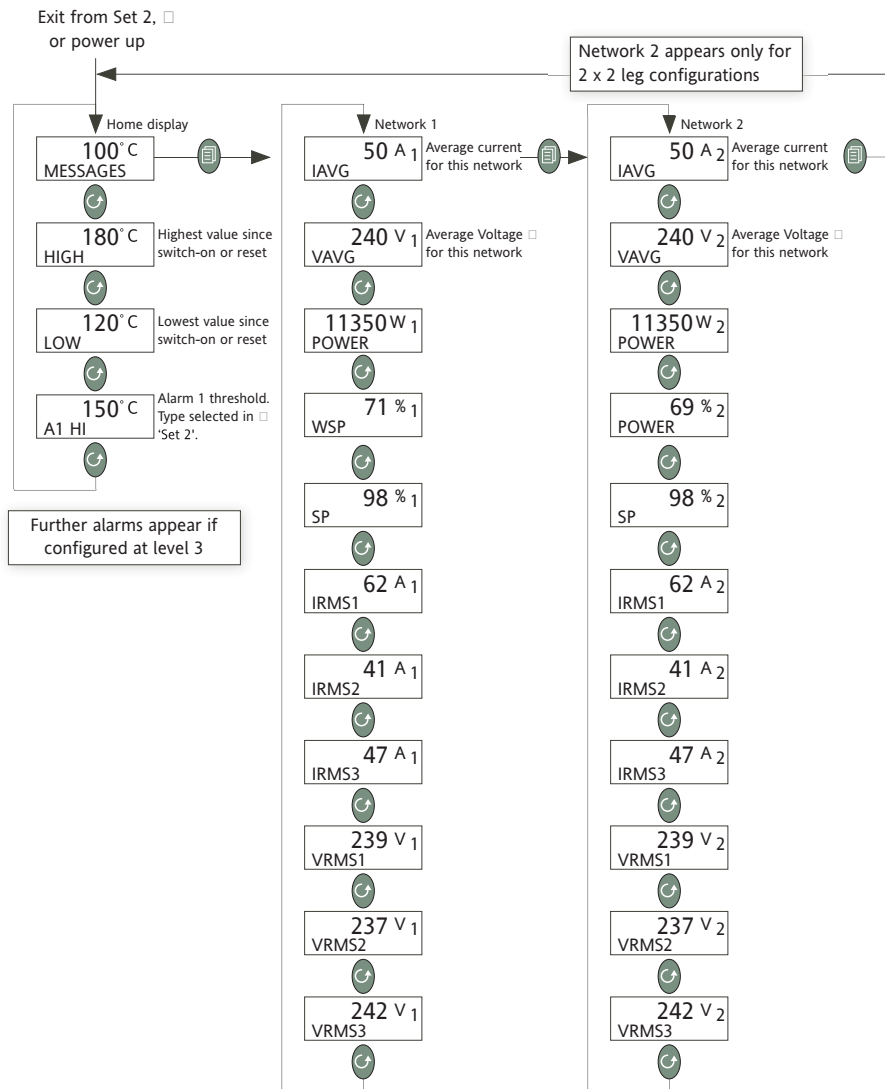 Exit from Set 2, □
or power up
Network 2 appears only for
2 x 2 leg configurations
Home display
100°C
MESSAGES
180°C
HIGH
Highest value since
switch-on or reset
120°C
LOW
Lowest value since
switch-on or reset
150°C
A1 HI
Alarm 1 threshold.
Type selected in □
'Set 2'.
Further alarms appear if
configured at level 3
Network 1
50 A 1
IAVG
Average current
for this network
240 V 1
VAVG
Average Voltage □
for this network
11350 W 1
POWER
71 % 1
WSP
98 % 1
SP
62 A 1
IRMS1
41 A 1
IRMS2
47 A 1
IRMS3
239 V 1
VRMS1
237 V 1
VRMS2
242 V 1
VRMS3
Network 2
50 A 2
IAVG
Average current
for this network
240 V 2
VAVG
Average Voltage □
for this network
11350 W 2
POWER
69 % 2
POWER
98 % 2
SP
62 A 2
IRMS1
41 A 2
IRMS2
47 A 2
IRMS3
239 V 2
VRMS1
237 V 2
VRMS2
242 V 2
VRMS3